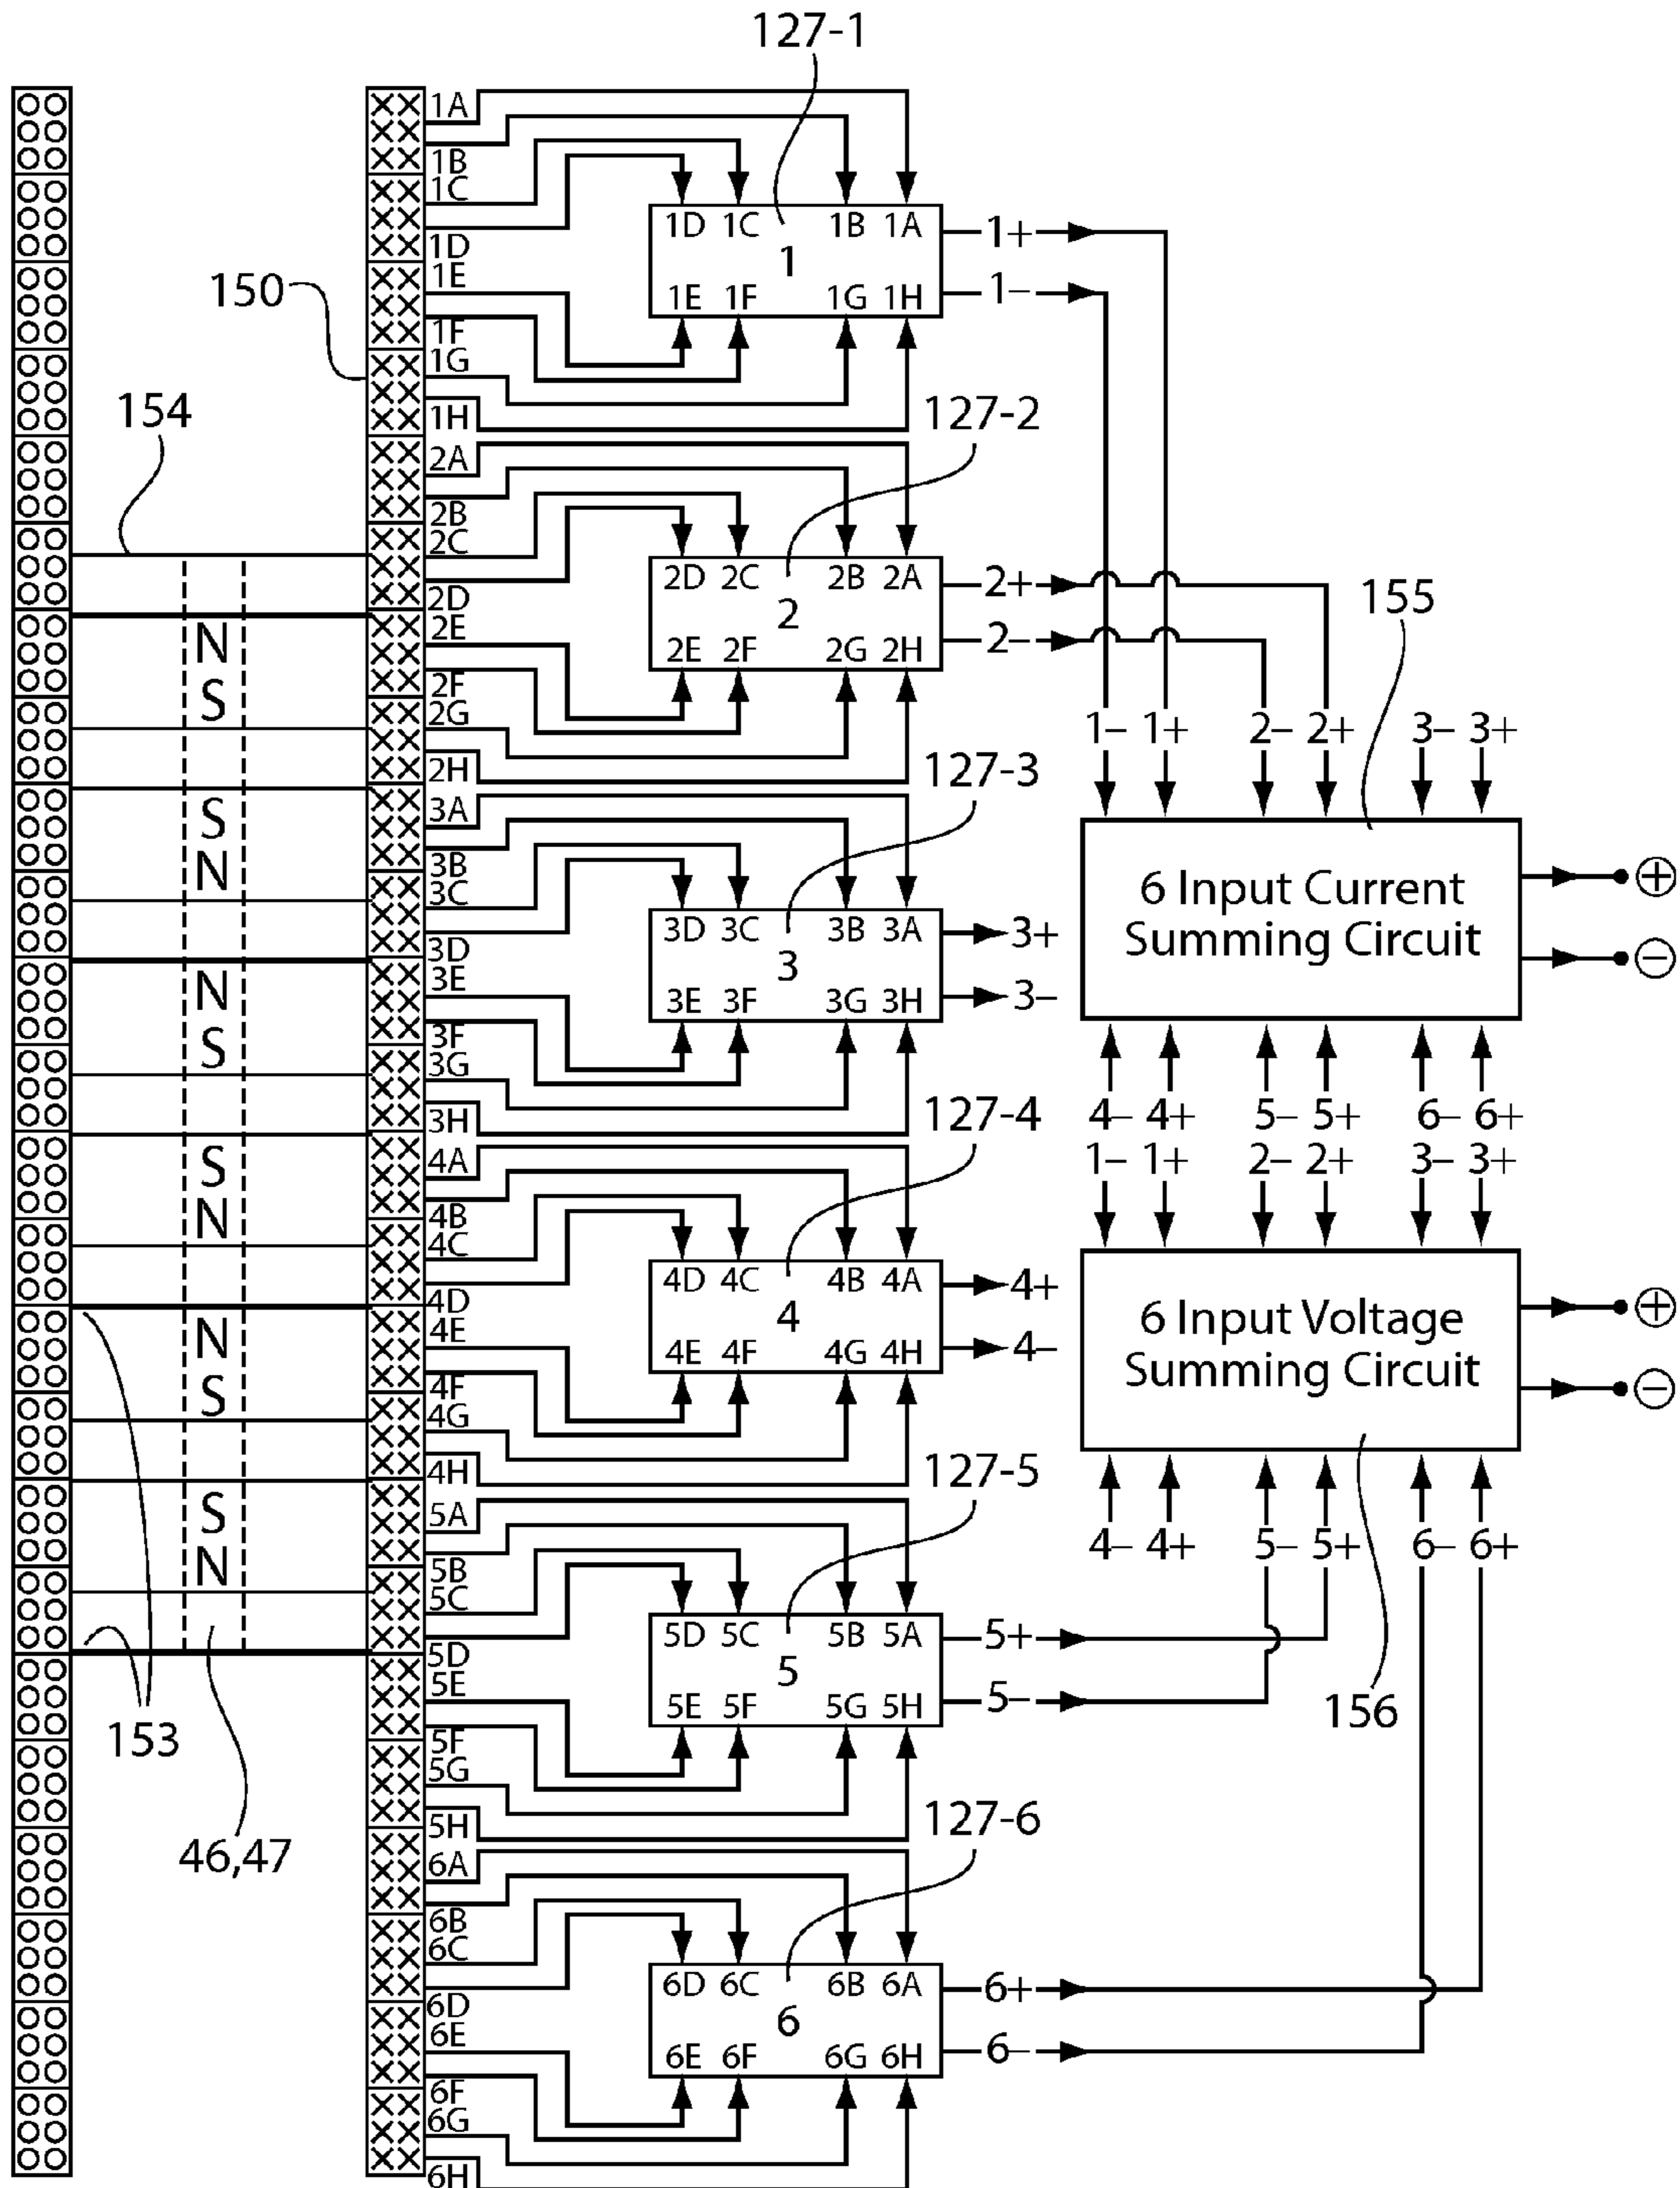 127-1
1A
1B
1C
1D
1E
1F
1G
1H
150
154
1D 1C 1B 1A
1
1E 1F 1G 1H
1+
1–
127-2
2A
2B
2C
2D
2E
2F
2G
2H
2D 2C 2B 2A
2
2E 2F 2G 2H
2+
2–
155
N
S
S
N
N
S
S
N
N
S
S
N
127-3
3A
3B
3C
3D
3E
3F
3G
3H
3D 3C 3B 3A
3
3E 3F 3G 3H
3+
3–
1– 1+ 2– 2+ 3– 3+
6 Input Current
Summing Circuit
+
–
4– 4+ 5– 5+ 6– 6+
127-4
4A
4B
4C
4D
4E
4F
4G
4H
4D 4C 4B 4A
4
4E 4F 4G 4H
4+
4–
1– 1+ 2– 2+ 3– 3+
6 Input Voltage
Summing Circuit
+
–
4– 4+ 5– 5+ 6– 6+
156
127-5
5A
5B
5C
5D
5E
5F
5G
5H
5D 5C 5B 5A
5
5E 5F 5G 5H
5+
5–
153
46,47
127-6
6A
6B
6C
6D
6E
6F
6G
6H
6D 6C 6B 6A
6
6E 6F 6G 6H
6+
6–